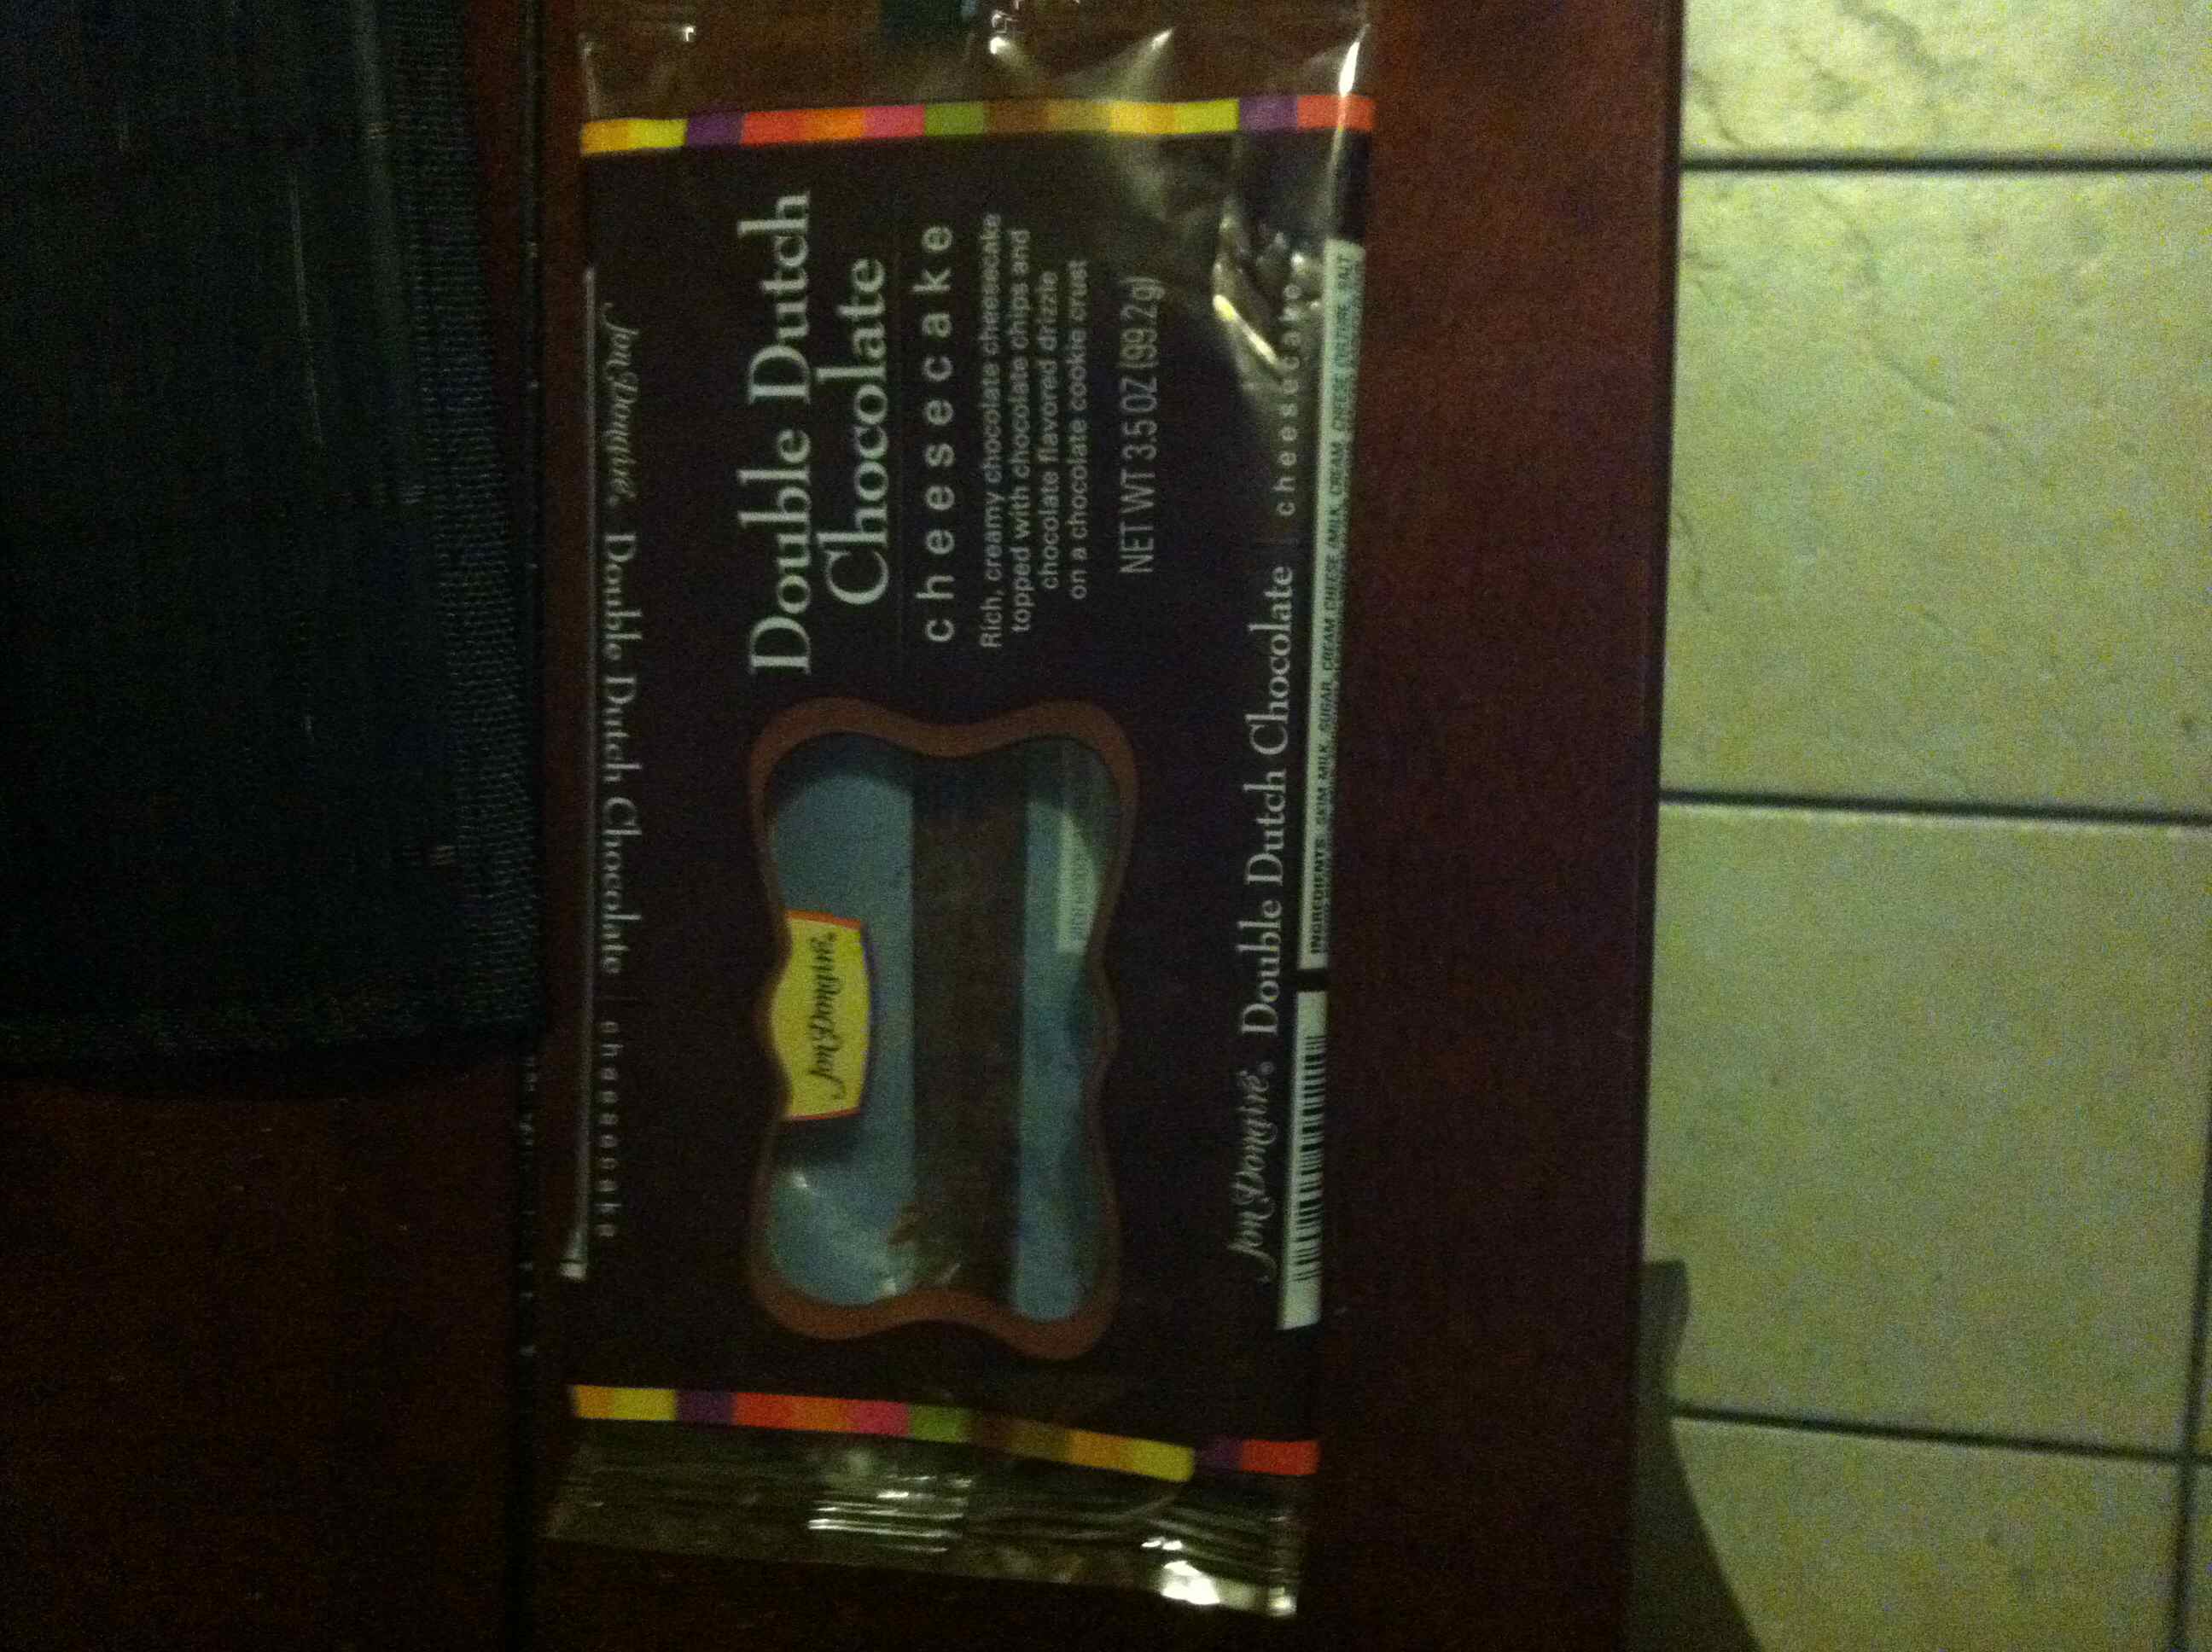 Jon Donaire® Double Dutch Chocolate cheesecake
Jon Donaire®
Double Dutch
Chocolate
cheesecake
Rich, creamy chocolate cheesecake
topped with chocolate chips and
chocolate flavored drizzle
on a chocolate cookie crust
NET WT 3.5 OZ (99.2g)
Jon Donaire® Double Dutch Chocolate cheesecake
INGREDIENTS: SKIM MILK, SUGAR, CREAM CHEESE (MILK, CREAM, CHEESE CULTURE, SALT